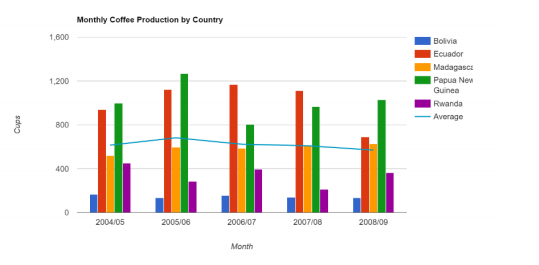 Monthly Coffee Production by Country
1,600
1,200
800
400
0
Cups
2004/05
2005/06
2006/07
2007/08
2008/09
Month
Bolivia
Ecuador
Madagasca
Papua New
Guinea
Rwanda
Average